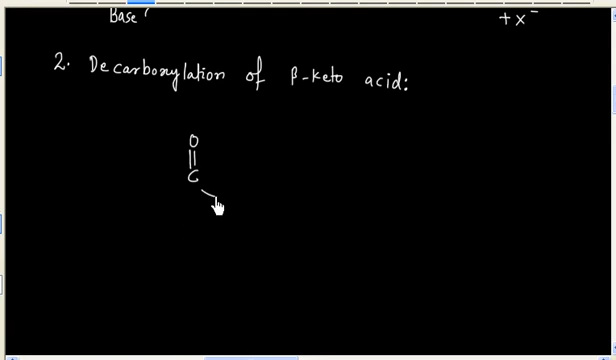 Base
+ x⁻
2. Decarboxylation of β-keto acid:
O
||
C